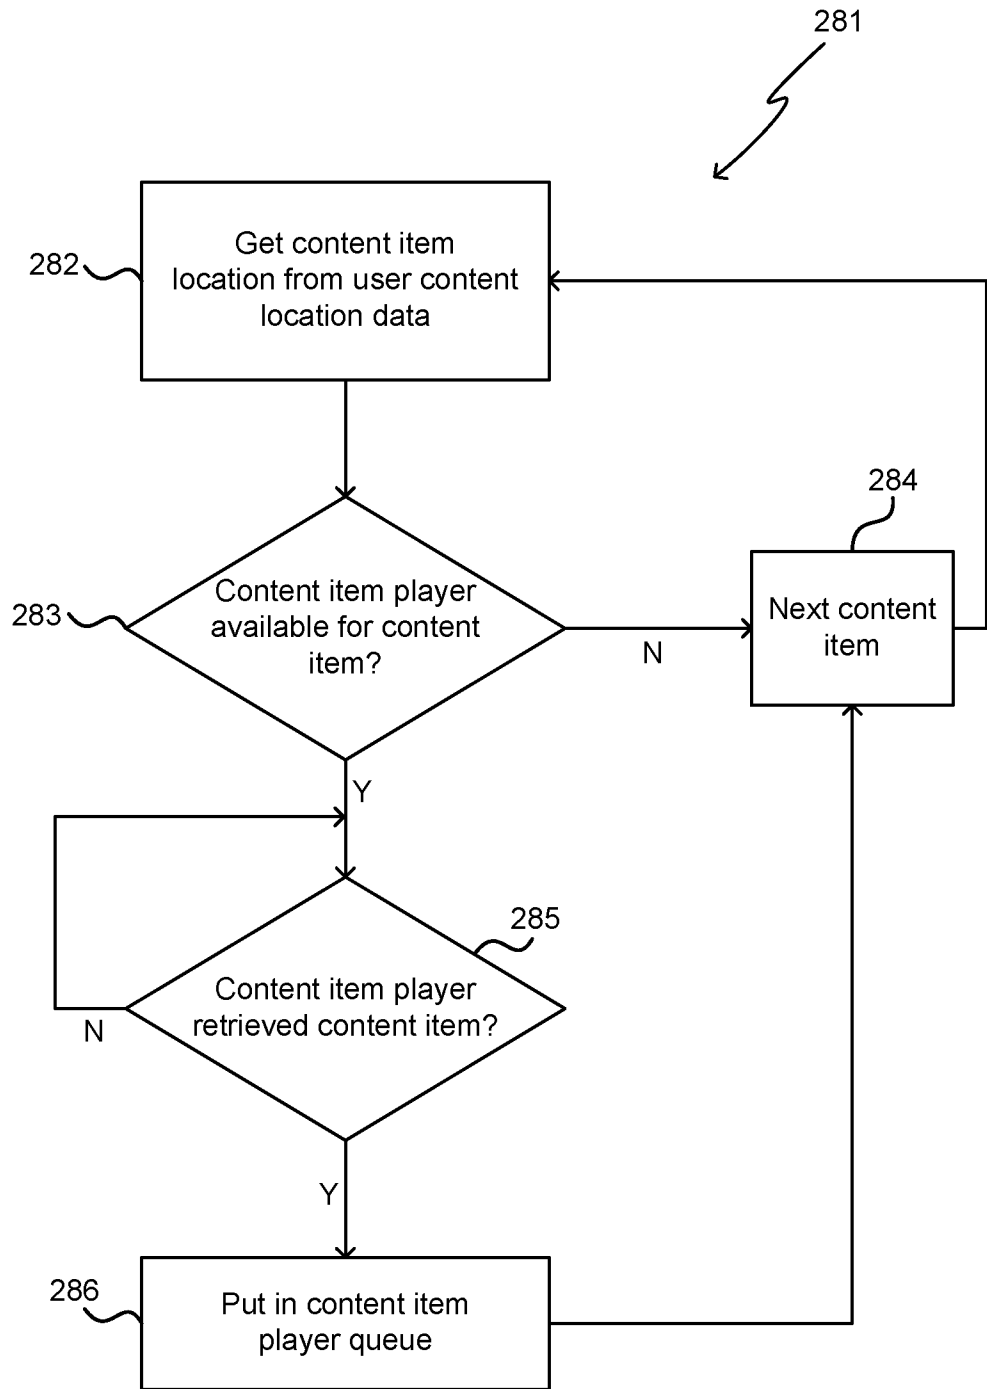 281
282
Get content item
location from user content
location data
284
283
Content item player
available for content
item?
N
Next content
item
Y
285
Content item player
retrieved content item?
N
Y
286
Put in content item
player queue